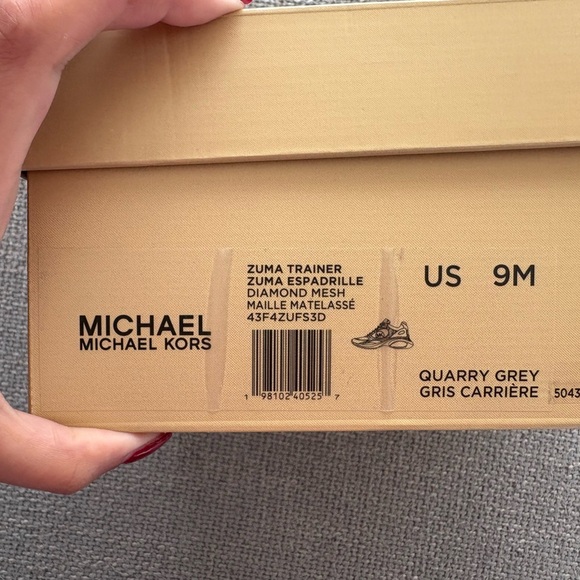 MICHAEL
MICHAEL KORS
ZUMA TRAINER
ZUMA ESPADRILLE
DIAMOND MESH
MAILLE MATELASSÉ
43F4ZUFS3D
1 98102 40525 7
US 9M
QUARRY GREY
GRIS CARRIÈRE
5043